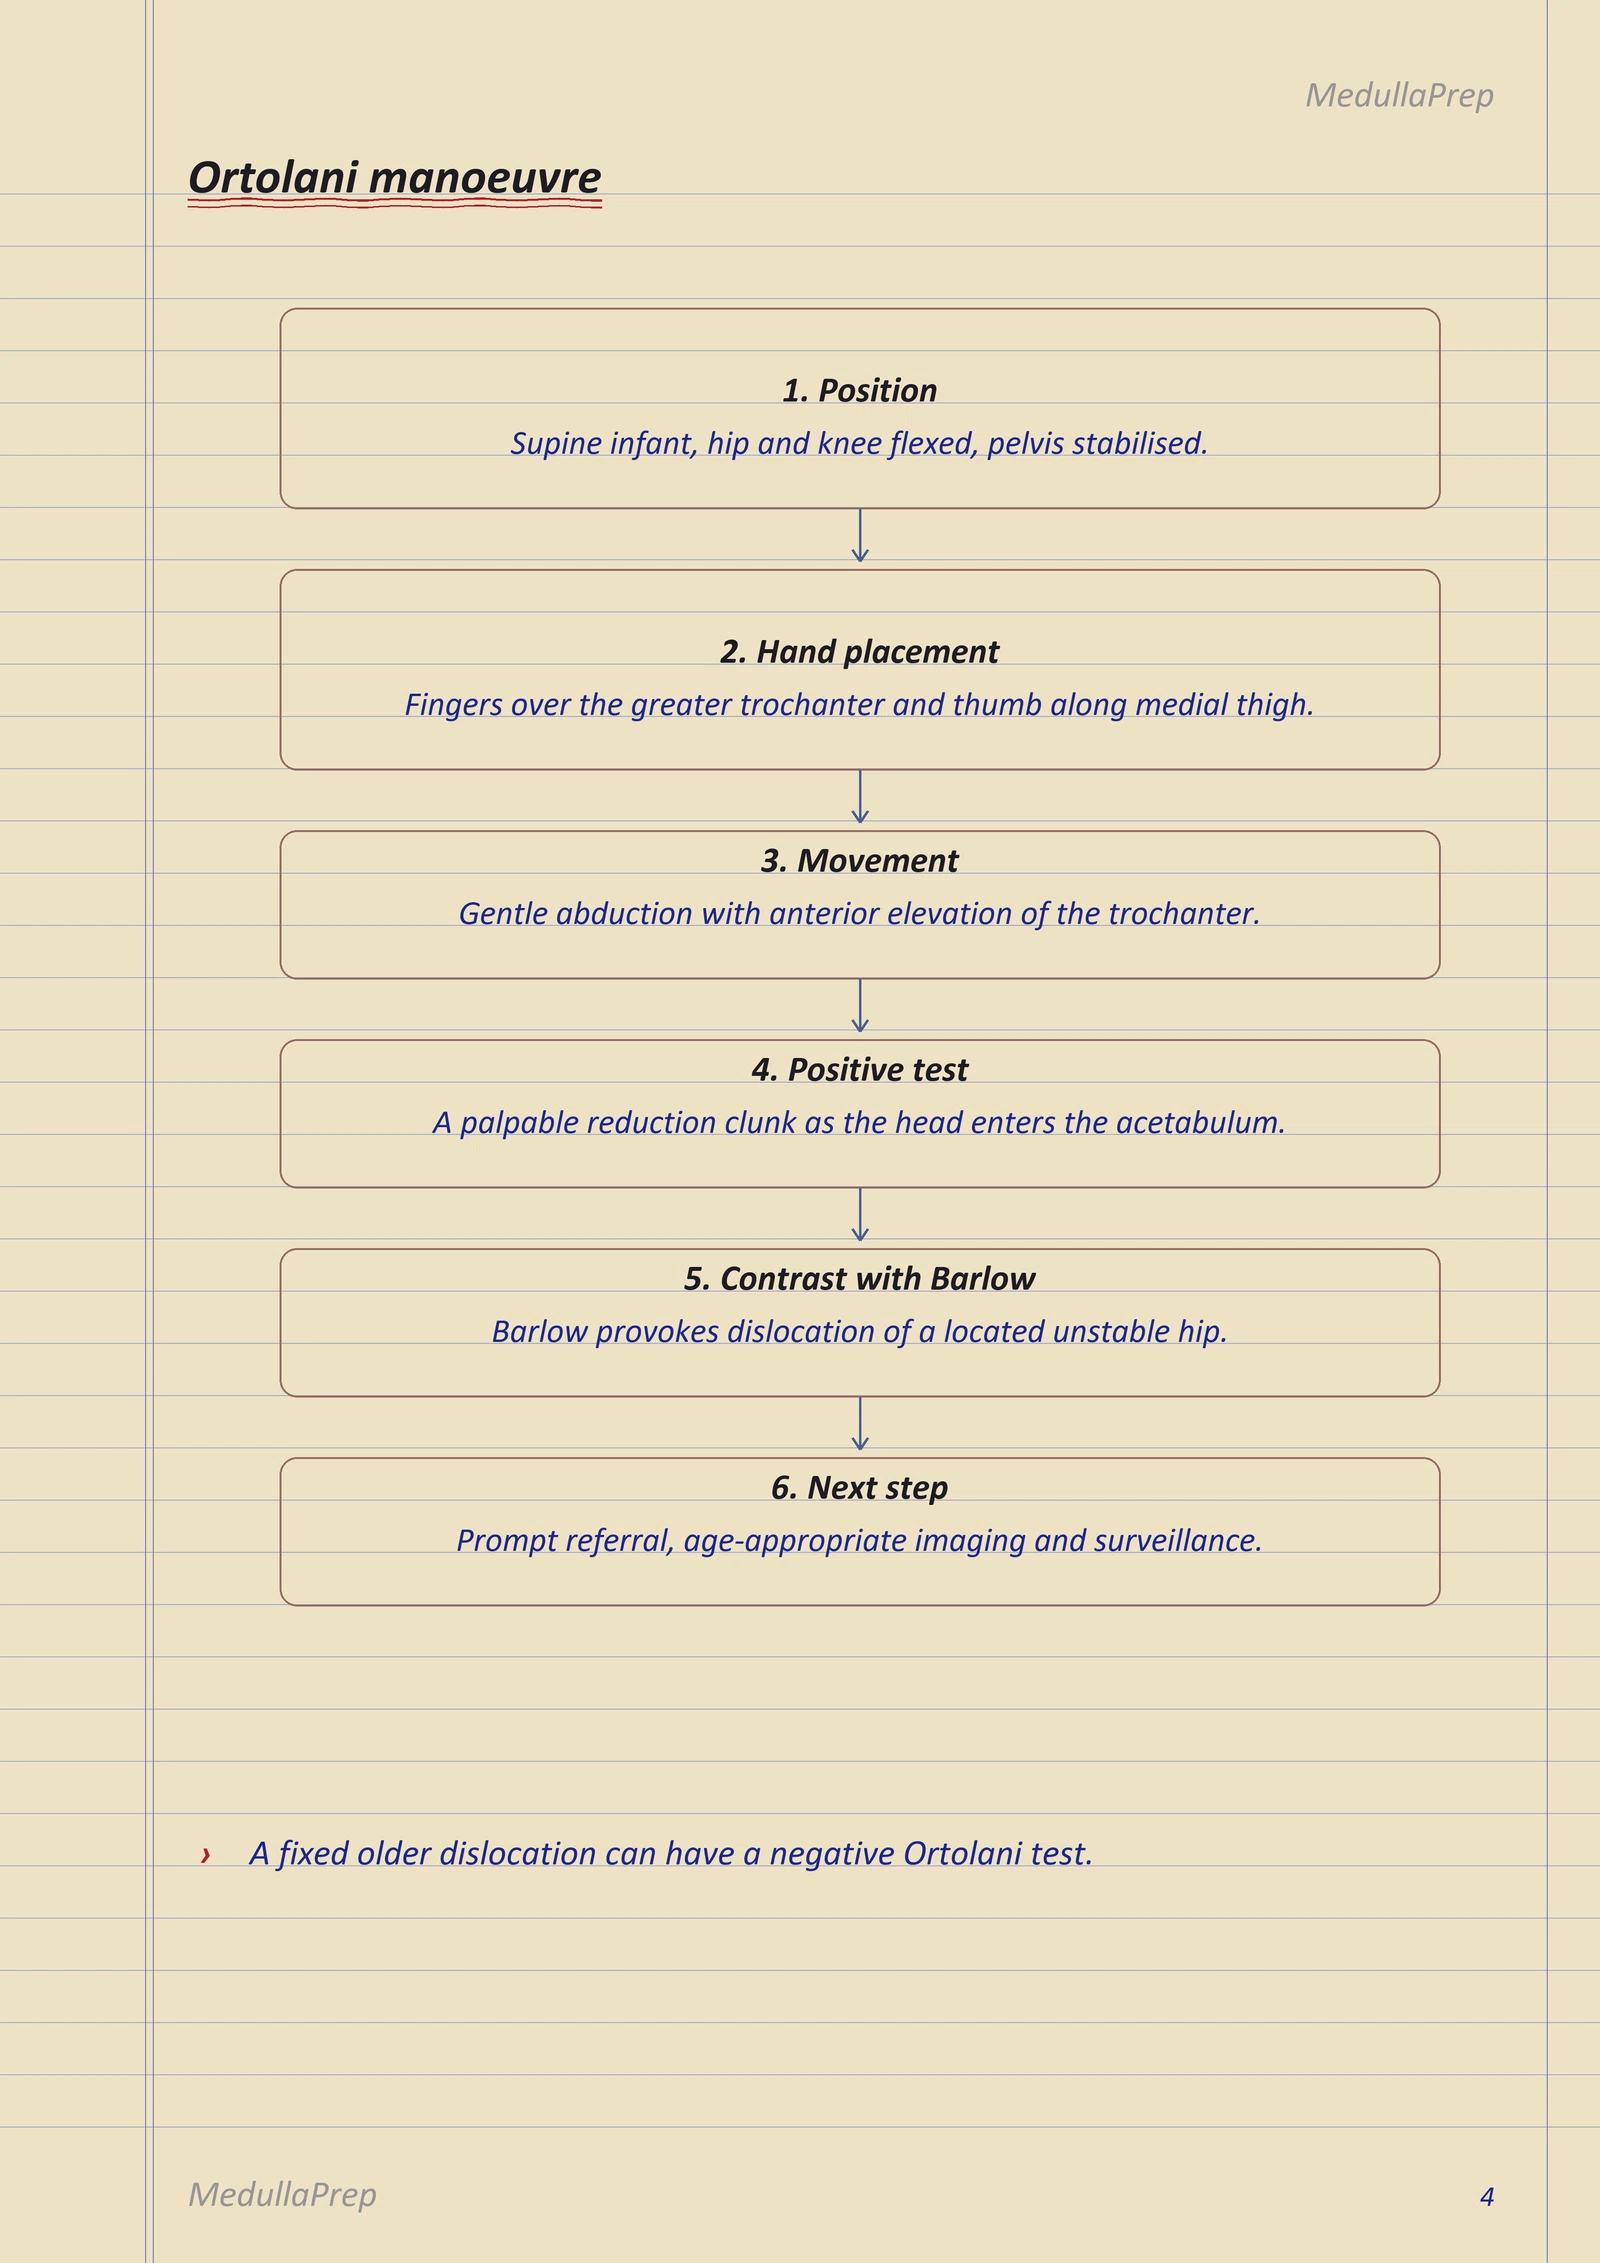 MedullaPrep
Ortolani manoeuvre
1. Position
Supine infant, hip and knee flexed, pelvis stabilised.
2. Hand placement
Fingers over the greater trochanter and thumb along medial thigh.
3. Movement
Gentle abduction with anterior elevation of the trochanter.
4. Positive test
A palpable reduction clunk as the head enters the acetabulum.
5. Contrast with Barlow
Barlow provokes dislocation of a located unstable hip.
6. Next step
Prompt referral, age-appropriate imaging and surveillance.
› A fixed older dislocation can have a negative Ortolani test.
MedullaPrep
4